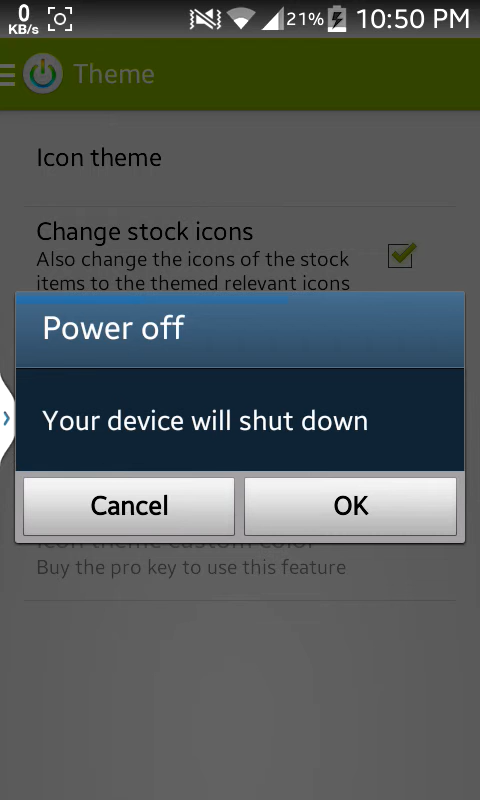 0
KB/s
21%
10:50 PM
Theme
Icon theme
Change stock icons
Also change the icons of the stock
items to the themed relevant icons
Power off
Your device will shut down
Cancel
OK
Icon theme custom color
Buy the pro key to use this feature